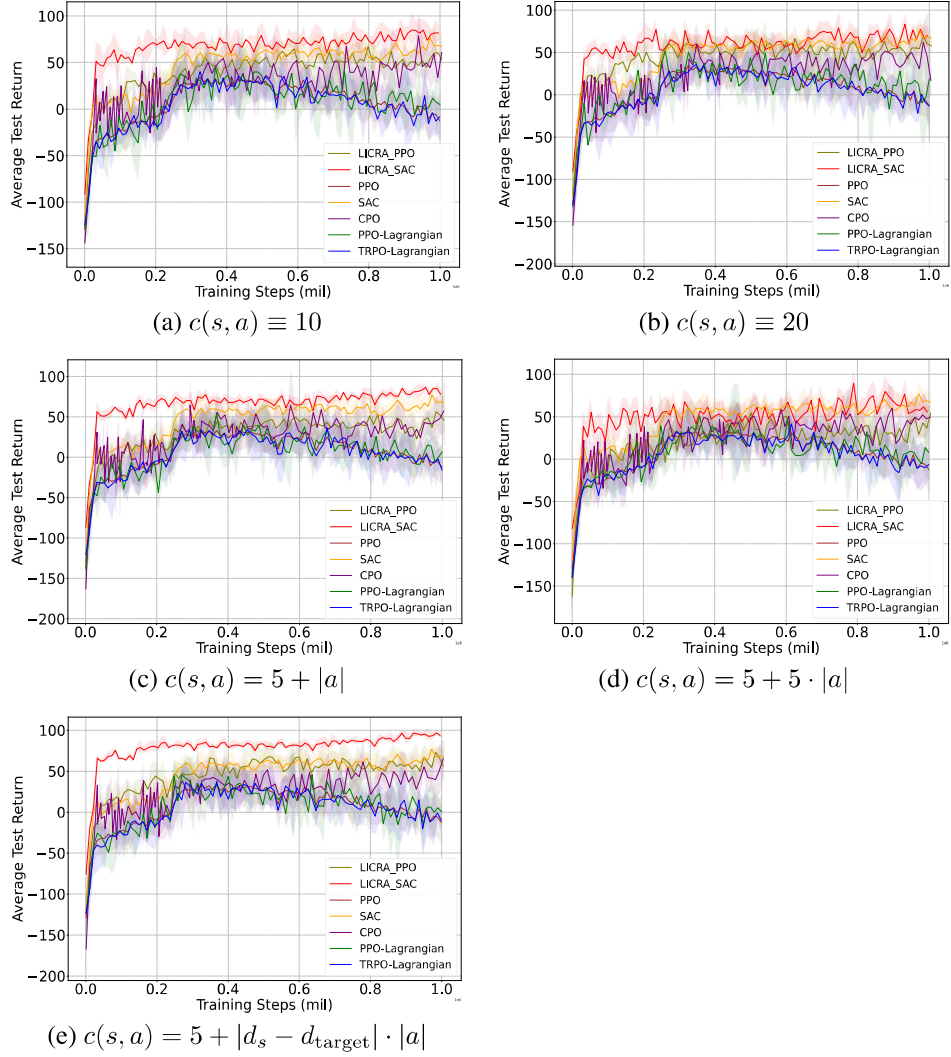 100
50
0
−50
−100
−150
Average Test Return
LICRA_PPO
LICRA_SAC
PPO
SAC
CPO
PPO-Lagrangian
TRPO-Lagrangian
0.0 0.2 0.4 0.6 0.8 1.0
Training Steps (mil)
(a) c(s, a) ≡ 10
100
50
0
−50
−100
−150
−200
Average Test Return
LICRA_PPO
LICRA_SAC
PPO
SAC
CPO
PPO-Lagrangian
TRPO-Lagrangian
0.0 0.2 0.4 0.6 0.8 1.0
Training Steps (mil)
(b) c(s, a) ≡ 20
100
50
0
−50
−100
−150
−200
Average Test Return
LICRA_PPO
LICRA_SAC
PPO
SAC
CPO
PPO-Lagrangian
TRPO-Lagrangian
0.0 0.2 0.4 0.6 0.8 1.0
Training Steps (mil)
(c) c(s, a) = 5 + |a|
100
50
0
−50
−100
−150
Average Test Return
LICRA_PPO
LICRA_SAC
PPO
SAC
CPO
PPO-Lagrangian
TRPO-Lagrangian
0.0 0.2 0.4 0.6 0.8 1.0
Training Steps (mil)
(d) c(s, a) = 5 + 5 · |a|
100
50
0
−50
−100
−150
−200
Average Test Return
LICRA_PPO
LICRA_SAC
PPO
SAC
CPO
PPO-Lagrangian
TRPO-Lagrangian
0.0 0.2 0.4 0.6 0.8 1.0
Training Steps (mil)
(e) c(s, a) = 5 + |d_s − d_target| · |a|